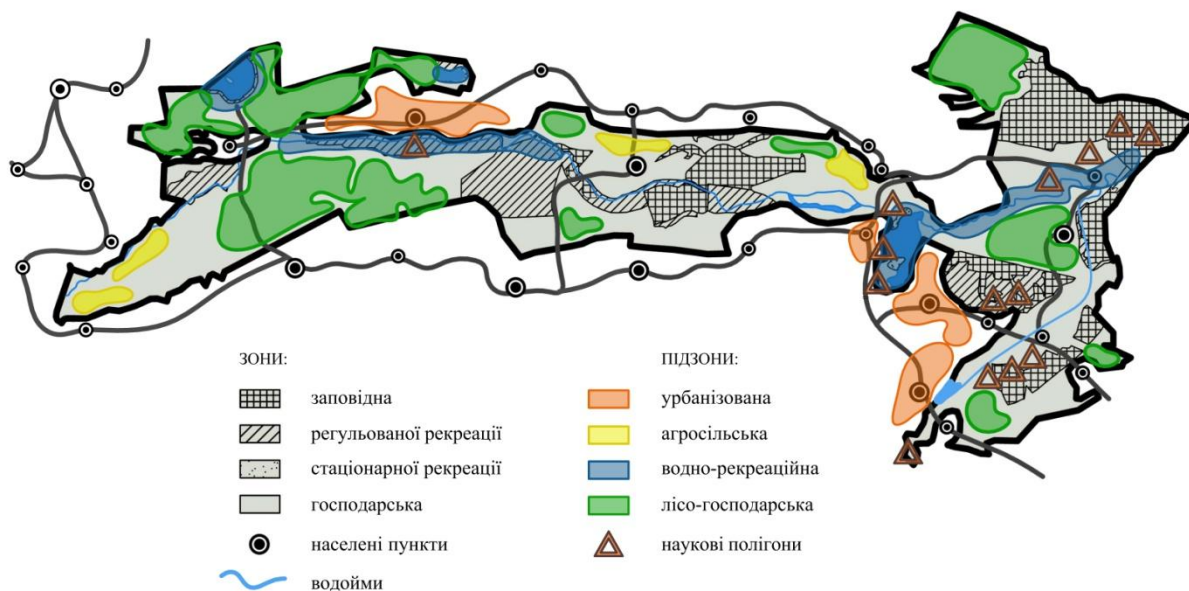 ЗОНИ:
заповідна
регульованої рекреації
стаціонарної рекреації
господарська
населені пункти
водойми
ПІДЗОНИ:
урбанізована
агросільська
водно-рекреаційна
лісо-господарська
наукові полігони